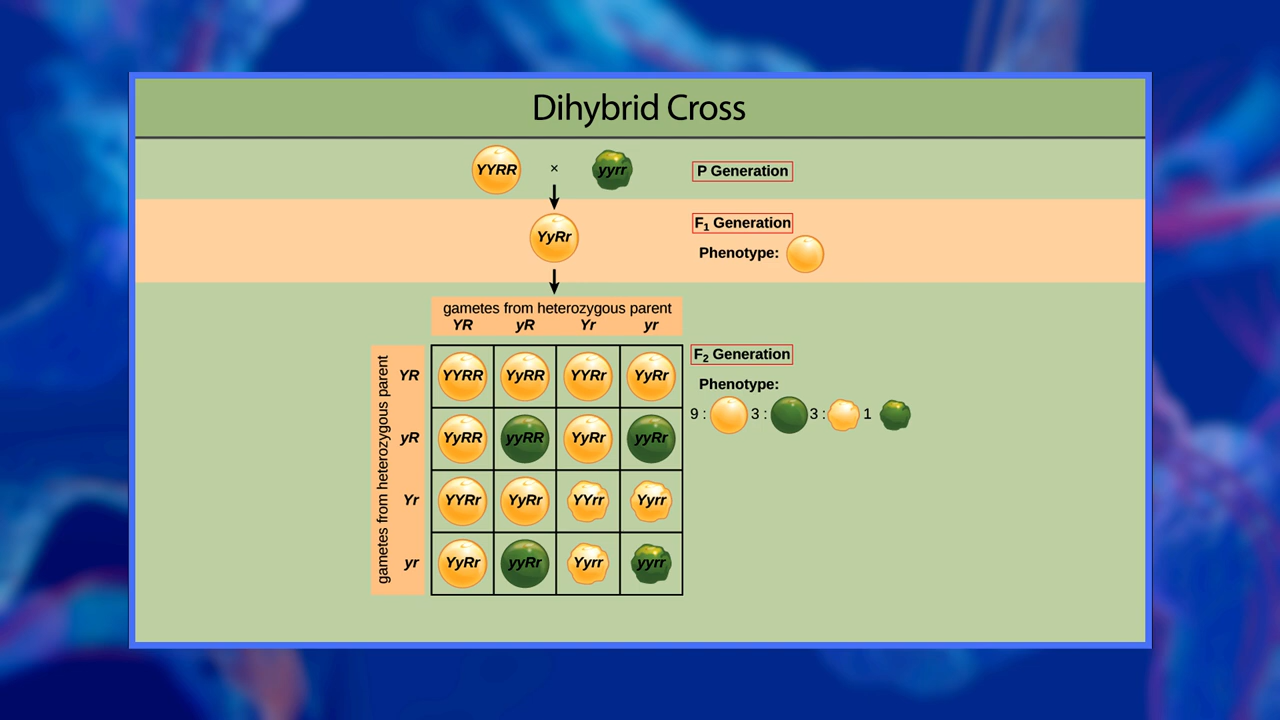 Dihybrid Cross
YYRR × yyrr P Generation
YyRr F1 Generation
Phenotype:
gametes from heterozygous parent
YR yR Yr yr
gametes from heterozygous parent
YR YYRR YyRR YYRr YyRr
yR YyRR yyRR YyRr yyRr
Yr YYRr YyRr YYrr Yyrr
yr YyRr yyRr Yyrr yyrr
F2 Generation
Phenotype:
9 : 3 : 3 : 1